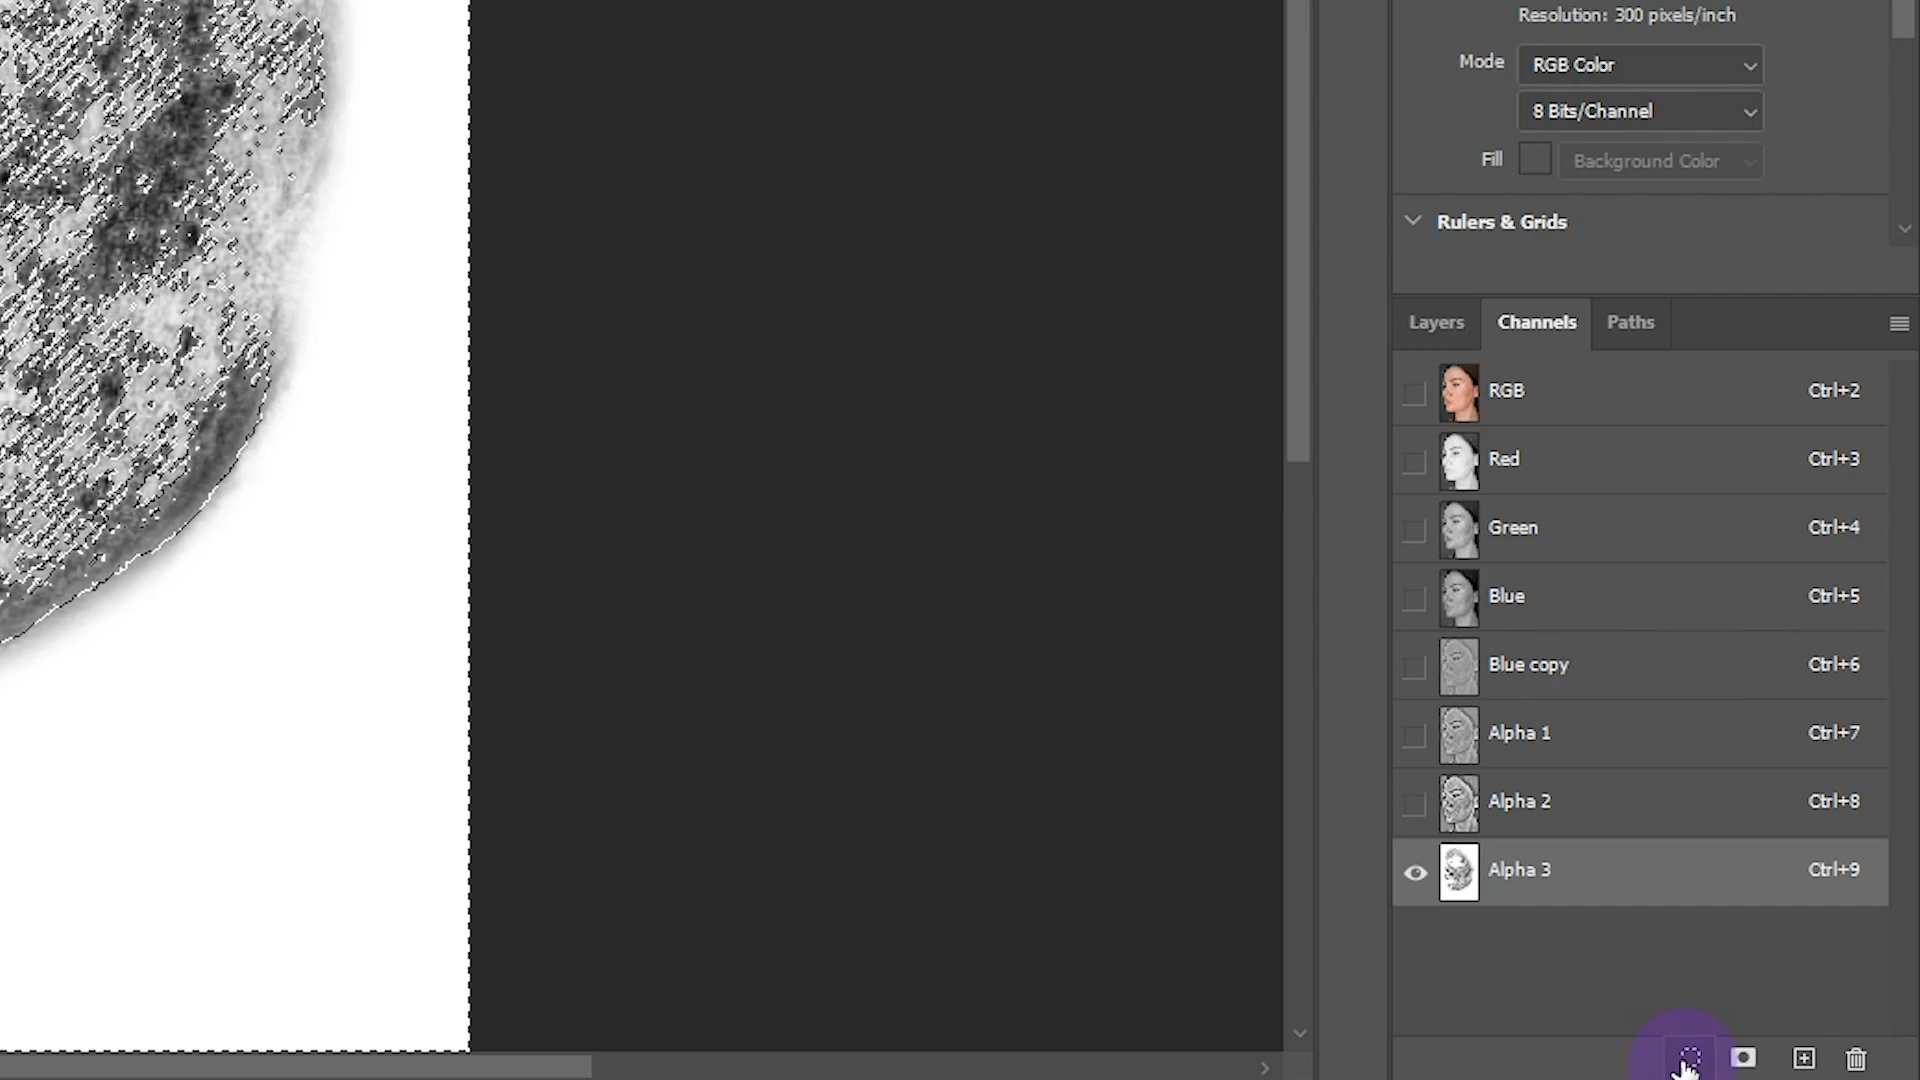 Resolution: 300 pixels/inch
Mode RGB Color
8 Bits/Channel
Fill Background Color
Rulers & Grids
Layers Channels Paths
RGB Ctrl+2
Red Ctrl+3
Green Ctrl+4
Blue Ctrl+5
Blue copy Ctrl+6
Alpha 1 Ctrl+7
Alpha 2 Ctrl+8
Alpha 3 Ctrl+9